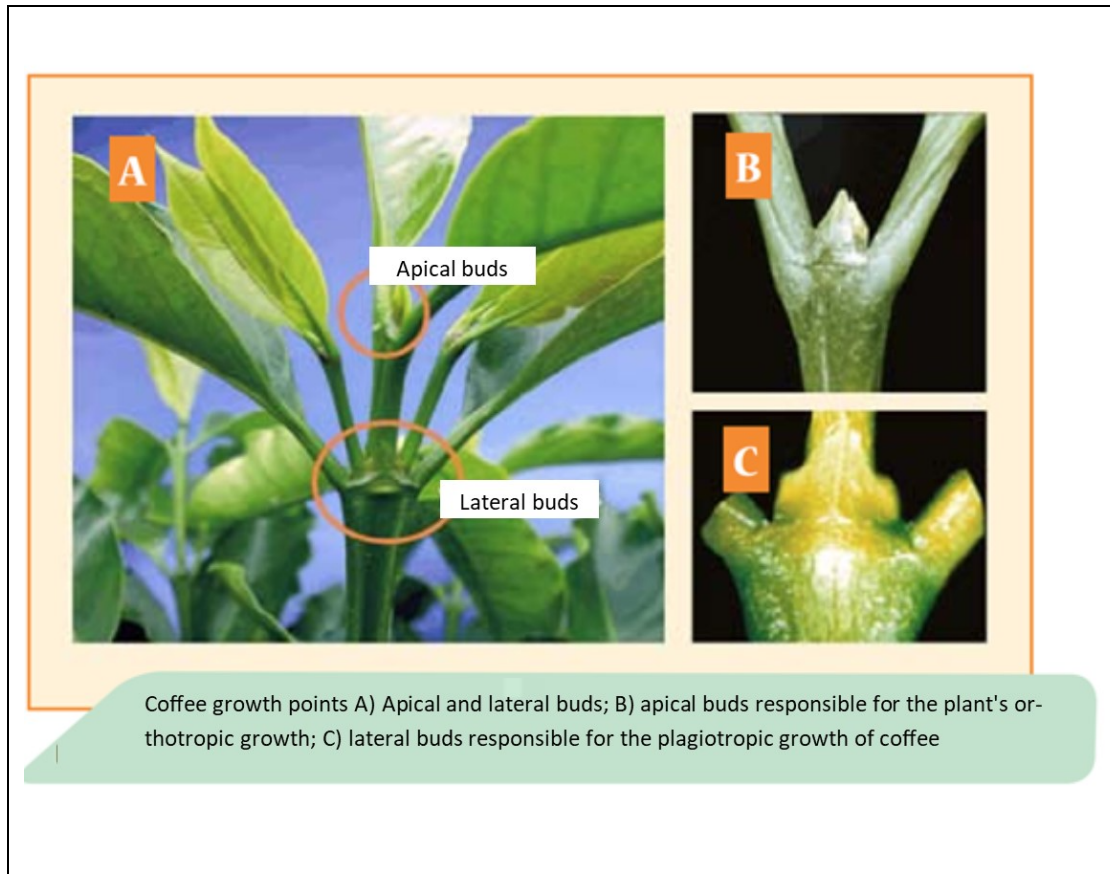 A
Apical buds
Lateral buds
B
C
Coffee growth points A) Apical and lateral buds; B) apical buds responsible for the plant's or-
thotropic growth; C) lateral buds responsible for the plagiotropic growth of coffee